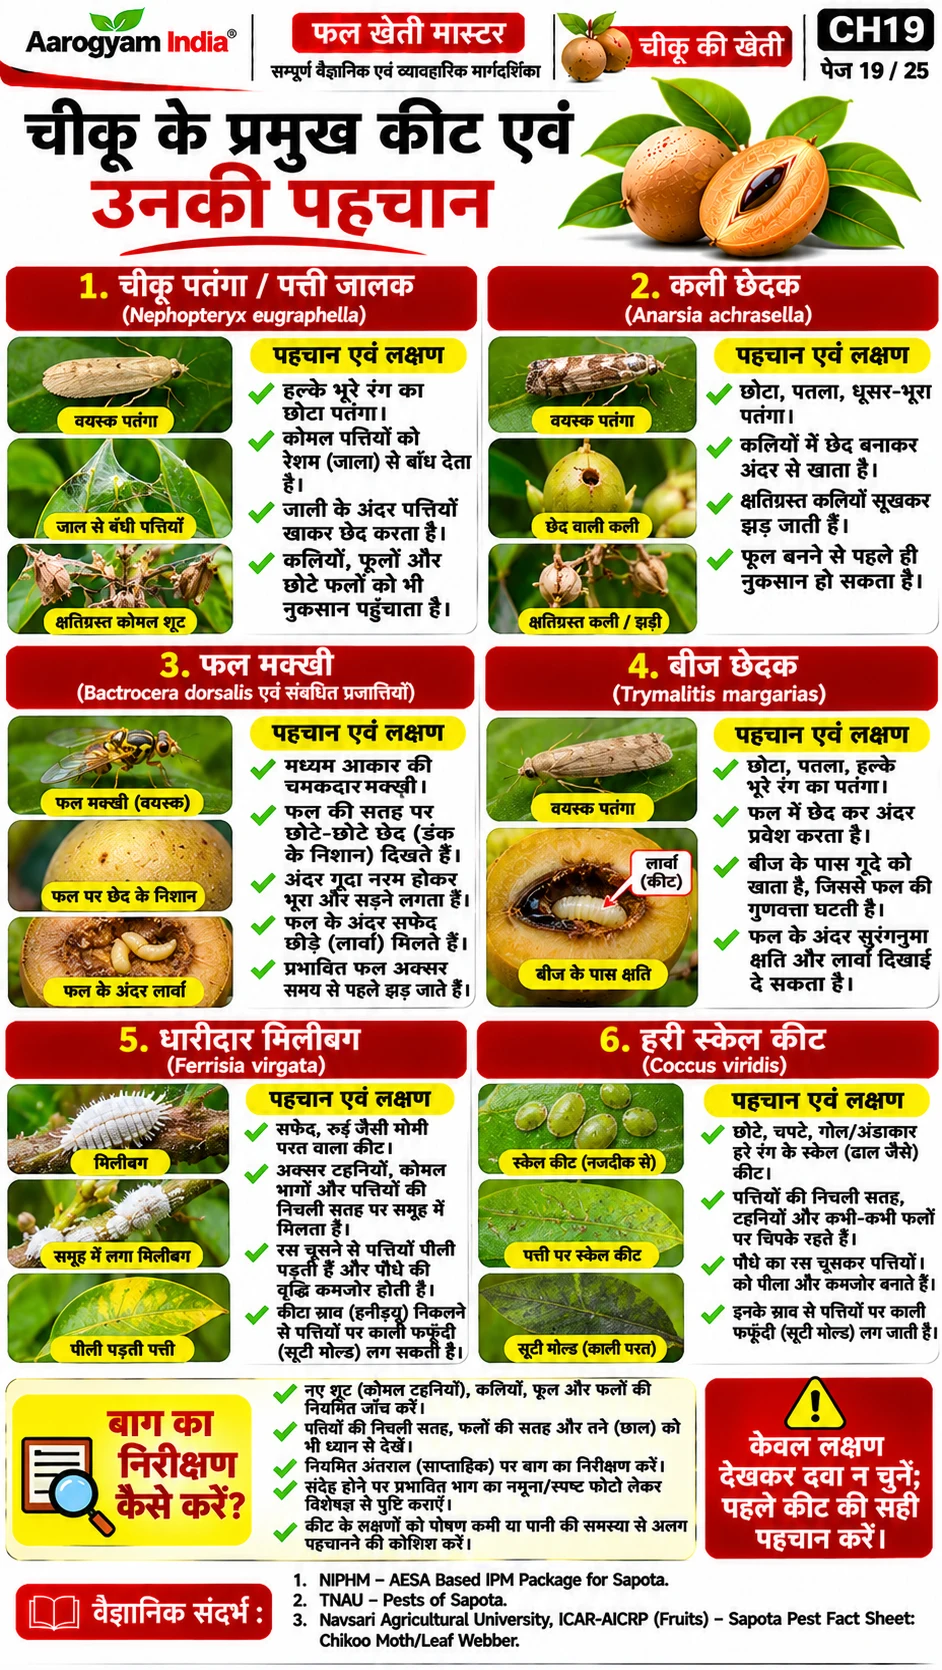 Aarogyam India®
फल खेती मास्टर
सम्पूर्ण वैज्ञानिक एवं व्यावहारिक मार्गदर्शिका
चीकू की खेती
CH19
पेज 19 / 25
चीकू के प्रमुख कीट एवं
उनकी पहचान
1. चीकू पतंगा / पत्ती जालक
(Nephopteryx eugraphella)
वयस्क पतंगा
जाल से बंधी पत्तियाँ
क्षतिग्रस्त कोमल शूट
पहचान एवं लक्षण
हल्के भूरे रंग का
छोटा पतंगा।
कोमल पत्तियों को
रेशम (जाला) से बाँध देता
है।
जाली के अंदर पत्तियों
खाकर छेद करता है।
कलियों, फूलों और
छोटे फलों को भी
नुकसान पहुँचाता है।
2. कली छेदक
(Anarsia achrasella)
वयस्क पतंगा
छेद वाली कली
क्षतिग्रस्त कली / झड़ी
पहचान एवं लक्षण
छोटा, पतला, धूसर-भूरा
पतंगा।
कलियों में छेद बनाकर
अंदर से खाता है।
क्षतिग्रस्त कलियों सूखकर
झड़ जाती हैं।
फूल बनने से पहले ही
नुकसान हो सकता है।
3. फल मक्खी
(Bactrocera dorsalis एवं संबधित प्रजात्तियों)
फल मक्खी (वयस्क)
फल पर छेद के निशान
फल के अंदर लार्वा
पहचान एवं लक्षण
मध्यम आकार की
चमकदार मक्खी।
फल की सतह पर
छोटे-छोटे छेद (डंक
के निशान) दिखते हैं।
अंदर गूदा नरम होकर
भूरा और सड़ने लगता हैं।
फल के अंदर सफेद
छीड़े (लार्वा) मिलते हैं।
प्रभावित फल अक्सर
समय से पहले झड़ जाते हैं।
4. बीज छेदक
(Trymalitis margarias)
वयस्क पतंगा
लार्वा
(कीट)
बीज के पास क्षति
पहचान एवं लक्षण
छोटा, पतला, हल्के
भूरे रंग का पतंगा।
फल में छेद कर अंदर
प्रवेश करता है।
बीज के पास गूदे को
खाता है, जिससे फल की
गुणवत्ता घटती है।
फल के अंदर सुरंगनुमा
क्षति और लार्वा दिखाई
दे सकता है।
5. धारीदार मिलीबग
(Ferrisia virgata)
मिलीबग
समूह में लगा मिलीबग
पीली पड़ती पत्ती
पहचान एवं लक्षण
सफेद, रुई जैसी मोमी
परत वाला कीट।
अक्सर टहनियों, कोमल
भागों और पत्तियों की
निचली सतह पर समूह में
मिलता है।
रस चूसने से पत्तियों पीली
पड़ती हैं और पौधे की
वृद्धि कमजोर होती है।
कीटा स्राव (हनीड्यू) निकलने
से पत्तियों पर काली फफूंदी
(सूटी मोल्ड) लग सकती है।
6. हरी स्केल कीट
(Coccus viridis)
स्केल कीट (नजदीक से)
पत्ती पर स्केल कीट
सूटी मोल्ड (काली परत)
पहचान एवं लक्षण
छोटे, चपटे, गोल/अंडाकार
हरे रंग के स्केल (ढाल जैसे)
कीट।
पत्तियों की निचली सतह,
टहनियों और कभी-कभी फलों
पर चिपके रहते हैं।
पौधे का रस चूसकर पत्तियों।
को पीला और कमजोर बनाते हैं।
इनके स्राव से पत्तियों पर काली
फफूंदी (सूटी मोल्ड) लग जाती है।
बाग का
निरीक्षण
कैसे करें?
नए शूट (कोमल टहनियों), कलियों, फूल और फलों की
नियमित जाँच करें।
पत्तियों की निचली सतह, फलों की सतह और तने (छाल) को
भी ध्यान से देखें।
नियमित अंतराल (साप्ताहिक) पर बाग का निरीक्षण करें।
संदेह होने पर प्रभावित भाग का नमूना/स्पष्ट फोटो लेकर
विशेषज्ञ से पुष्टि कराएँ।
कीट के लक्षणों को पोषण कमी या पानी की समस्या से अलग
पहचानने की कोशिश करें।
केवल लक्षण
देखकर दवा न चुनें;
पहले कीट की सही
पहचान करें।
वैज्ञानिक संदर्भ :
1. NIPHM – AESA Based IPM Package for Sapota.
2. TNAU – Pests of Sapota.
3. Navsari Agricultural University, ICAR-AICRP (Fruits) – Sapota Pest Fact Sheet:
Chikoo Moth/Leaf Webber.